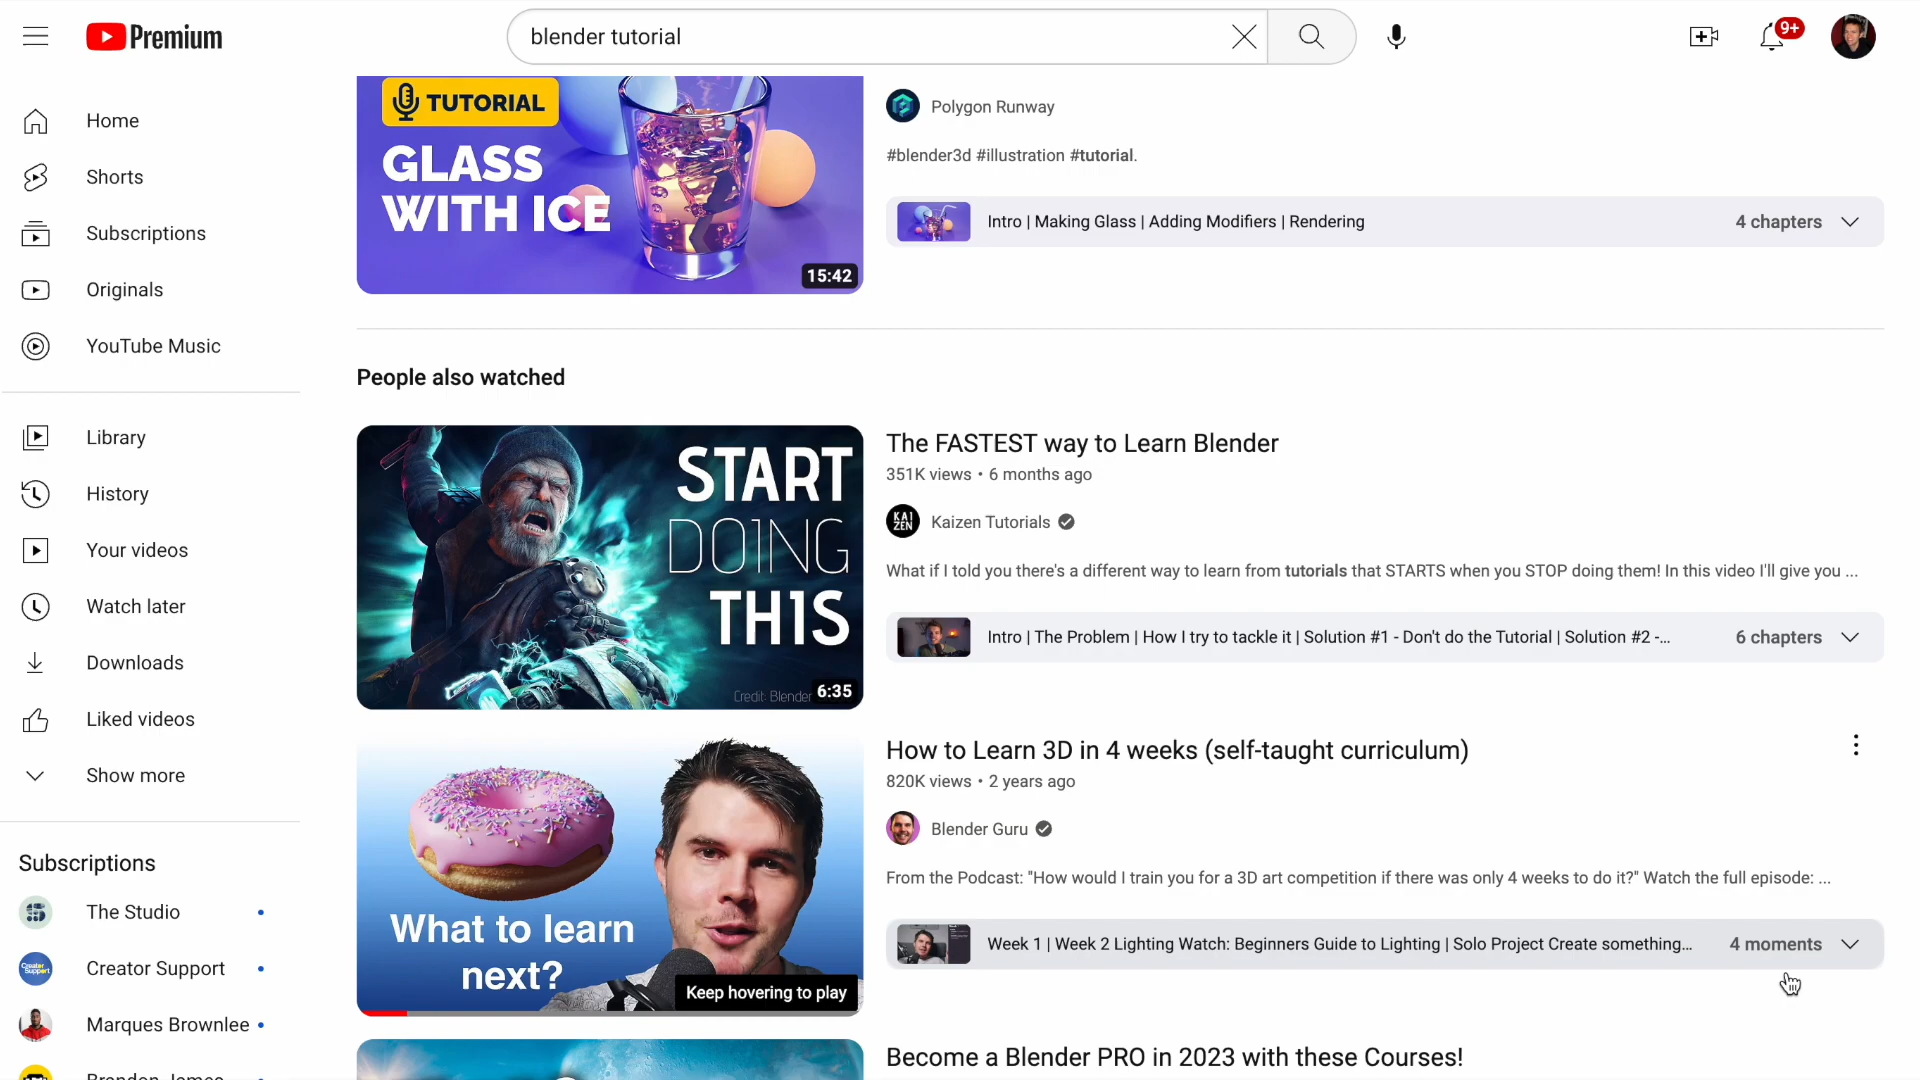 Premium
blender tutorial
9+
Home
Shorts
Subscriptions
Originals
YouTube Music
Library
History
Your videos
Watch later
Downloads
Liked videos
Show more
Subscriptions
The Studio
Creator Support
Marques Brownlee
Brandon James
TUTORIAL
GLASS
WITH ICE
15:42
Polygon Runway
#blender3d #illustration #tutorial.
Intro | Making Glass | Adding Modifiers | Rendering
4 chapters
People also watched
START
DOING
THIS
Credit: Blender
6:35
The FASTEST way to Learn Blender
351K views • 6 months ago
KAI
ZEN
Kaizen Tutorials
What if I told you there's a different way to learn from tutorials that STARTS when you STOP doing them! In this video I'll give you ...
Intro | The Problem | How I try to tackle it | Solution #1 - Don't do the Tutorial | Solution #2 -...
6 chapters
What to learn
next?
Keep hovering to play
How to Learn 3D in 4 weeks (self-taught curriculum)
820K views • 2 years ago
Blender Guru
From the Podcast: "How would I train you for a 3D art competition if there was only 4 weeks to do it?" Watch the full episode: ...
Week 1 | Week 2 Lighting Watch: Beginners Guide to Lighting | Solo Project Create something...
4 moments
Become a Blender PRO in 2023 with these Courses!